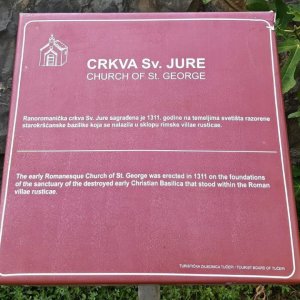 CRKVA Sv. JURE
CHURCH OF St. GEORGE
Ranoromanička crkva Sv. Jure sagrađena je 1311. godine na temeljima svetišta razorene
starokršćanske bazilike koja se nalazila u sklopu rimske villae rusticae.
The early Romanesque Church of St. George was erected in 1311 on the foundations
of the sanctuary of the destroyed early Christian Basilica that stood within the Roman
villae rusticae.
TURISTIČKA ZAJEDNICA TUČEPI / TOURIST BOARD OF TUČEPI